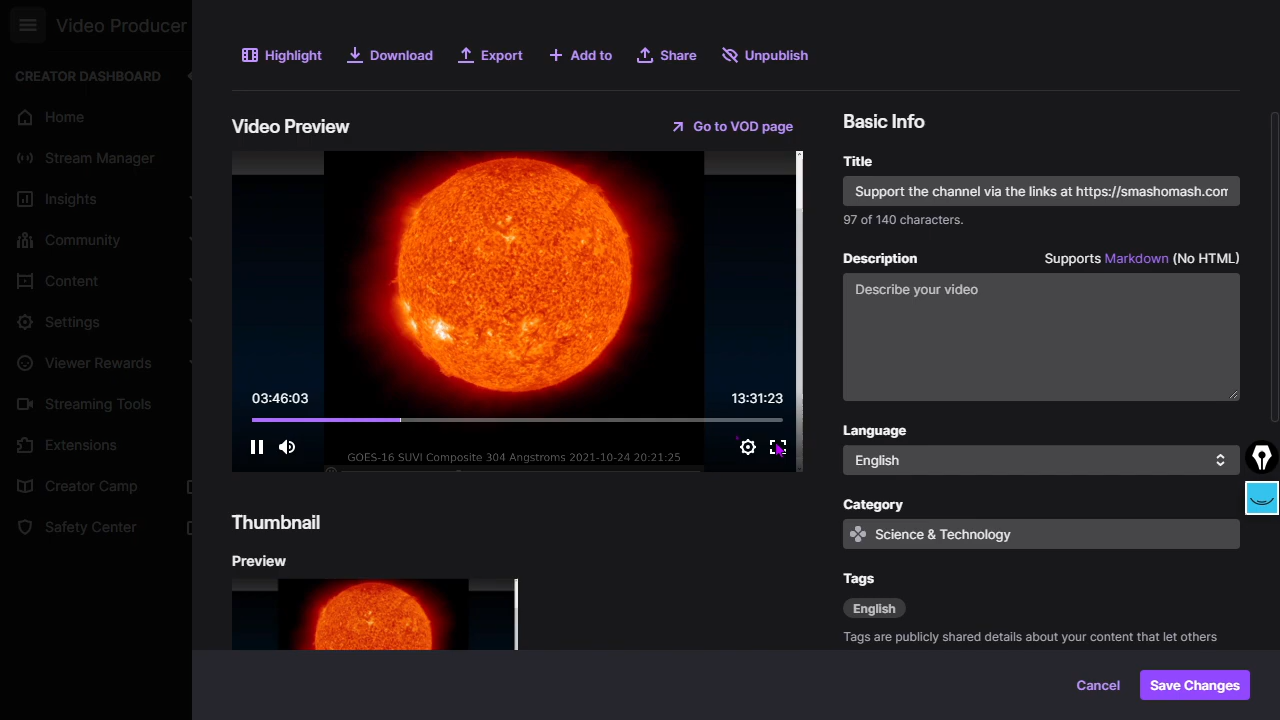 Video Producer
CREATOR DASHBOARD
Home
Stream Manager
Insights
Community
Content
Settings
Viewer Rewards
Streaming Tools
Extensions
Creator Camp
Safety Center
Highlight
Download
Export
Add to
Share
Unpublish
Video Preview
Go to VOD page
03:46:03
13:31:23
GOES-16 SUVI Composite 304 Angstroms 2021-10-24 20:21:25
Thumbnail
Preview
Basic Info
Title
Support the channel via the links at https://smashomash.com
97 of 140 characters.
Description
Supports Markdown (No HTML)
Describe your video
Language
English
Category
Science & Technology
Tags
English
Tags are publicly shared details about your content that let others
Cancel
Save Changes